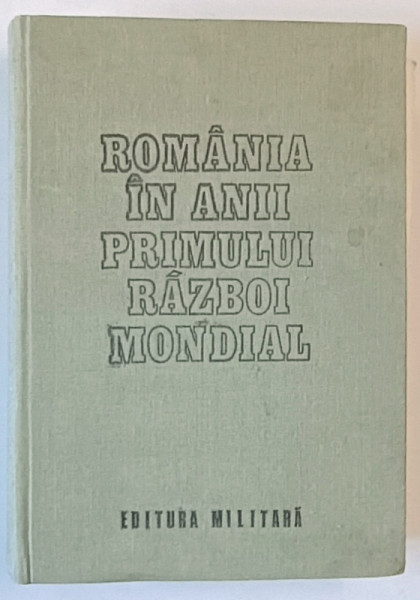 ROMÂNIA
ÎN ANII
PRIMULUI
RĂZBOI
MONDIAL
EDITURA MILITARĂ